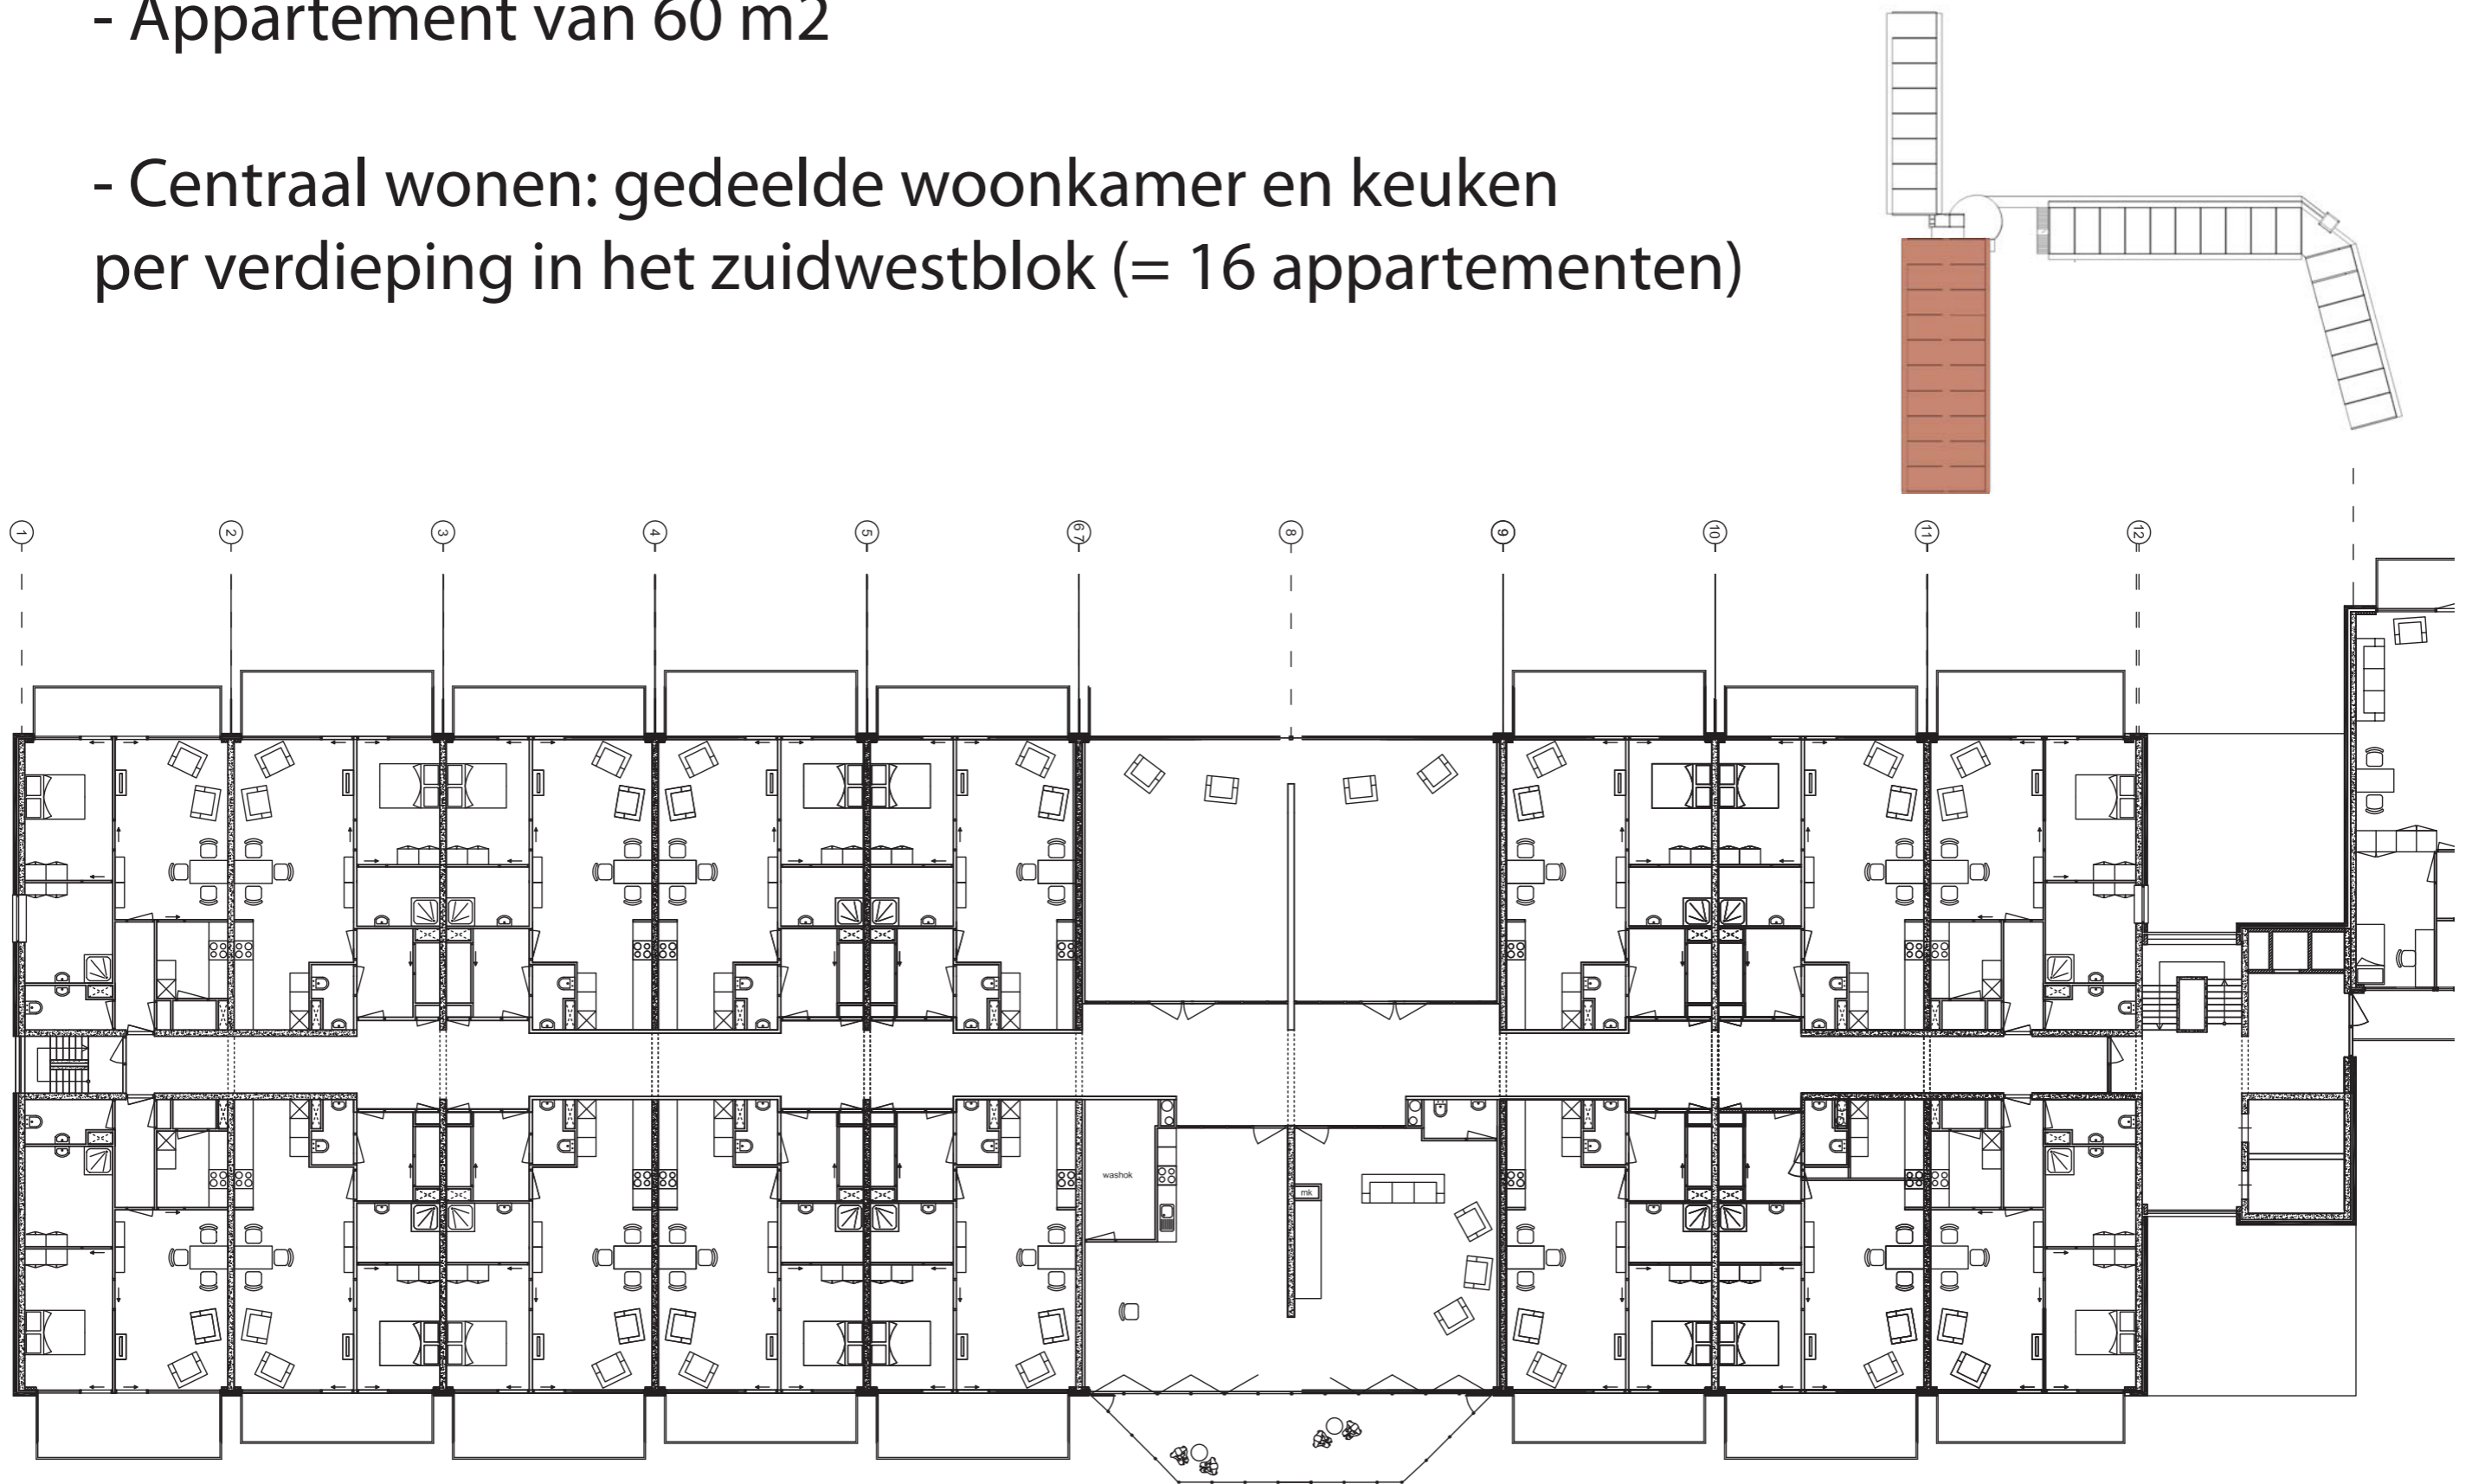 - Appartement van 60 m2
- Centraal wonen: gedeelde woonkamer en keuken
per verdieping in het zuidwestblok (= 16 appartementen)
1 2 3 4 5 6 7 8 9 10 11 12
washok
mk